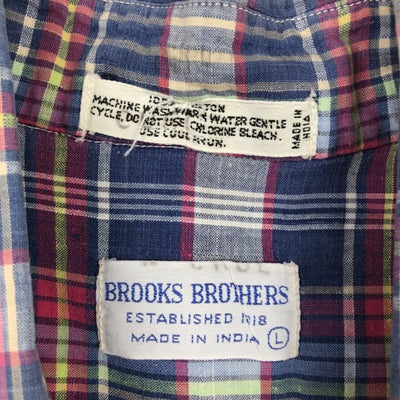 100% COTTON
MACHINE WASH WARM WATER GENTLE
CYCLE, DO NOT USE CHLORINE BLEACH.
USE COOL IRON.
MADE IN
INDIA
BROOKS BROTHERS
ESTABLISHED 1818
MADE IN INDIA L